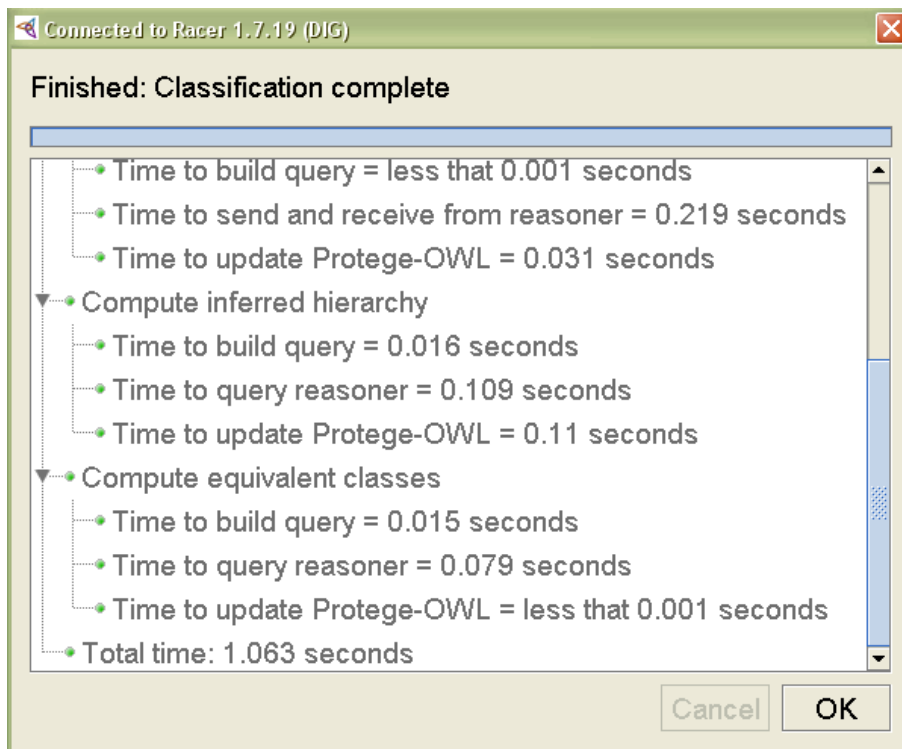 Connected to Racer 1.7.19 (DIG)
Finished: Classification complete
Time to build query = less that 0.001 seconds
Time to send and receive from reasoner = 0.219 seconds
Time to update Protege-OWL = 0.031 seconds
Compute inferred hierarchy
Time to build query = 0.016 seconds
Time to query reasoner = 0.109 seconds
Time to update Protege-OWL = 0.11 seconds
Compute equivalent classes
Time to build query = 0.015 seconds
Time to query reasoner = 0.079 seconds
Time to update Protege-OWL = less that 0.001 seconds
Total time: 1.063 seconds
Cancel OK